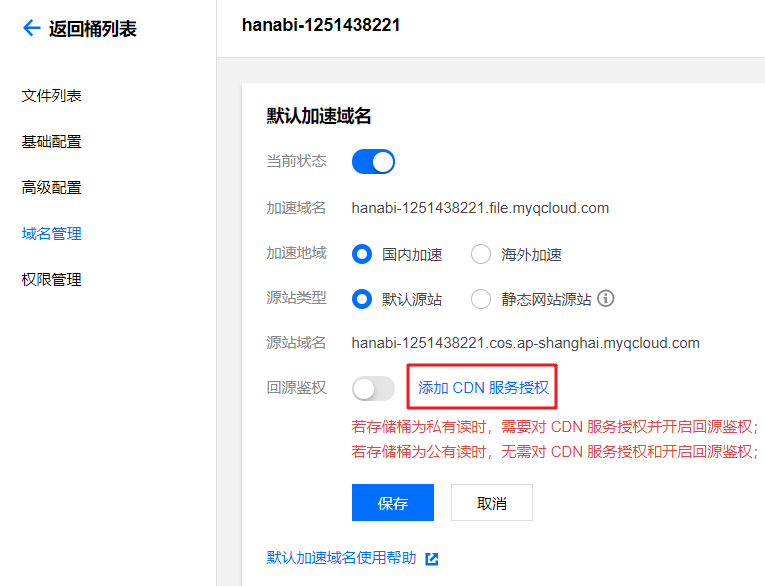 返回桶列表
文件列表
基础配置
高级配置
域名管理
权限管理
hanabi-1251438221
默认加速域名
当前状态
加速域名 hanabi-1251438221.file.myqcloud.com
加速地域 国内加速 海外加速
源站类型 默认源站 静态网站源站
源站域名 hanabi-1251438221.cos.ap-shanghai.myqcloud.com
回源鉴权 添加 CDN 服务授权
若存储桶为私有读时，需要对 CDN 服务授权并开启回源鉴权；
若存储桶为公有读时，无需对 CDN 服务授权和开启回源鉴权；
保存 取消
默认加速域名使用帮助